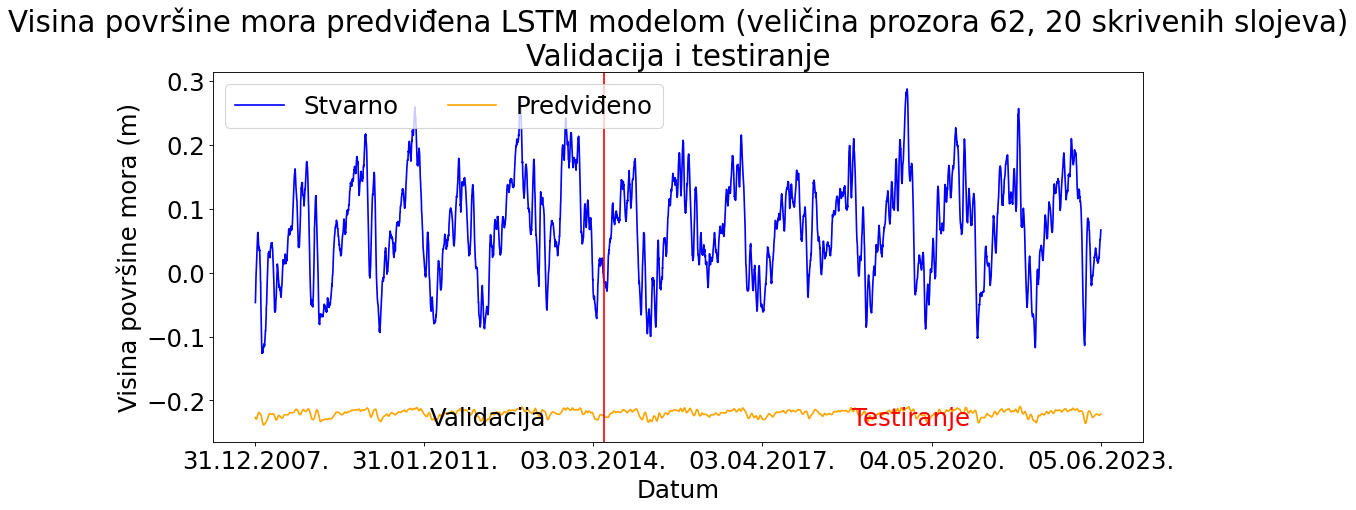 Visina površine mora predviđena LSTM modelom (veličina prozora 62, 20 skrivenih slojeva)
Validacija i testiranje
Stvarno
Predviđeno
Visina površine mora (m)
0.3
0.2
0.1
0.0
−0.1
−0.2
Validacija
Testiranje
31.12.2007.
31.01.2011.
03.03.2014.
03.04.2017.
04.05.2020.
05.06.2023.
Datum